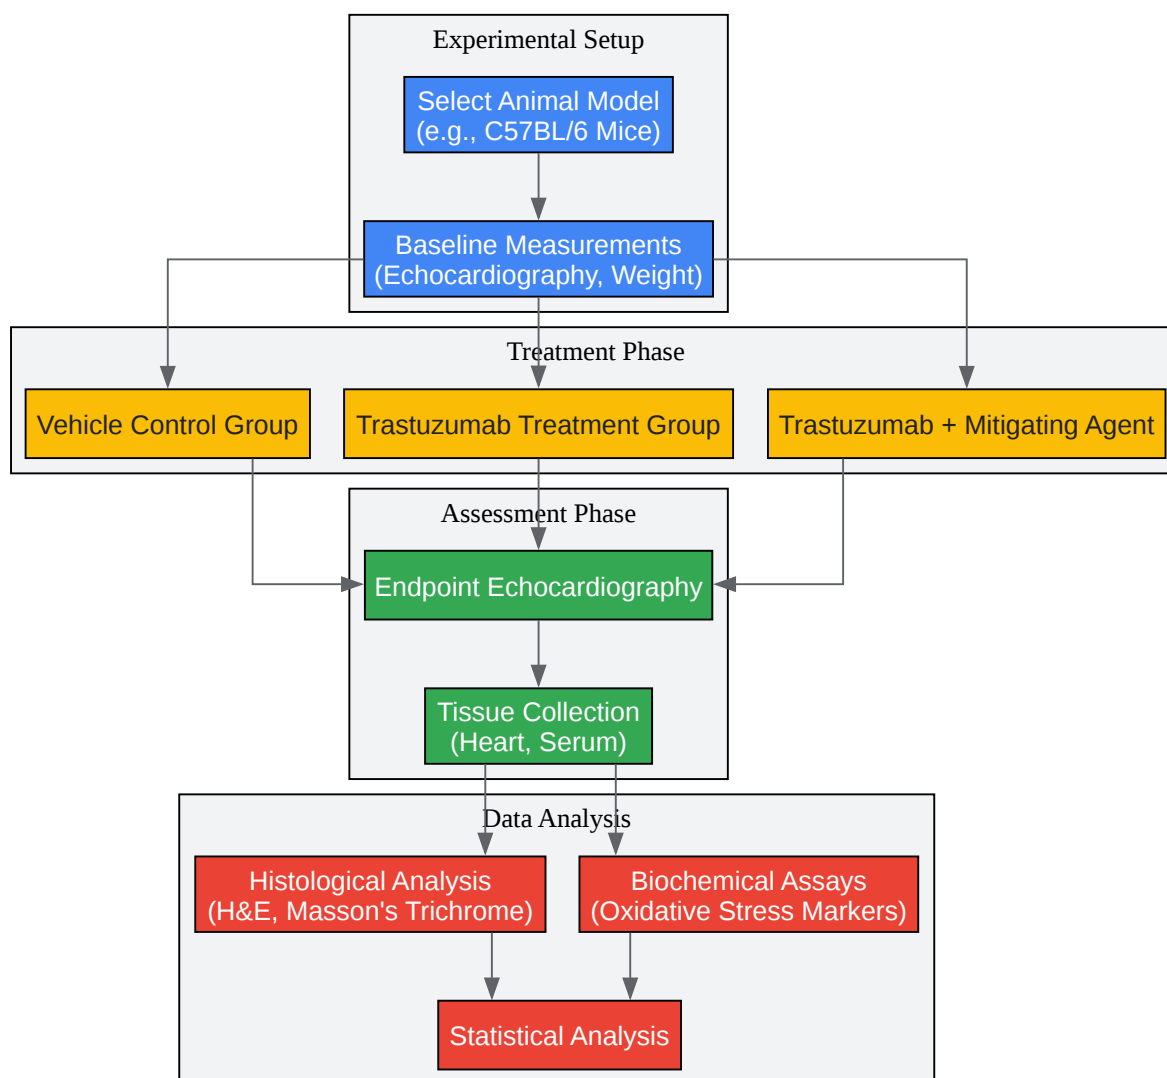 Experimental Setup
Select Animal Model
(e.g., C57BL/6 Mice)
Baseline Measurements
(Echocardiography, Weight)
Treatment Phase
Vehicle Control Group
Trastuzumab Treatment Group
Trastuzumab + Mitigating Agent
Assessment Phase
Endpoint Echocardiography
Tissue Collection
(Heart, Serum)
Data Analysis
Histological Analysis
(H&E, Masson's Trichrome)
Biochemical Assays
(Oxidative Stress Markers)
Statistical Analysis